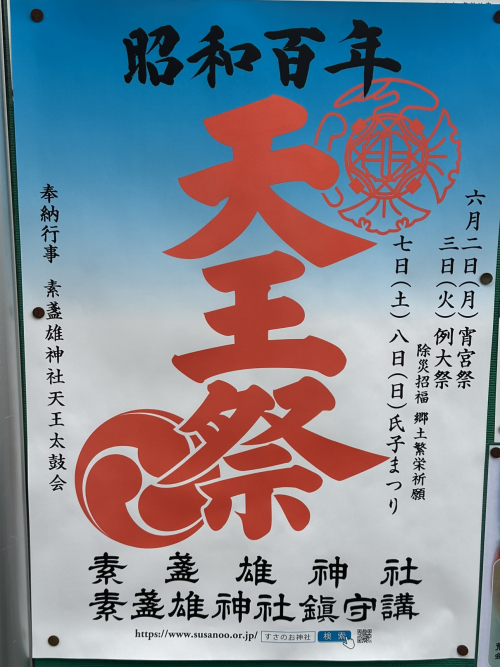 昭和百年
天王祭
六月二日(月)宵宮祭
三日(火)例大祭
除災招福 郷土繁栄祈願
七日(土)八日(日)氏子まつり
奉納行事 素盞雄神社天王太鼓会
素盞雄神社
素盞雄神社鎮守講
https://www.susanoo.or.jp/ すさのお神社 検索